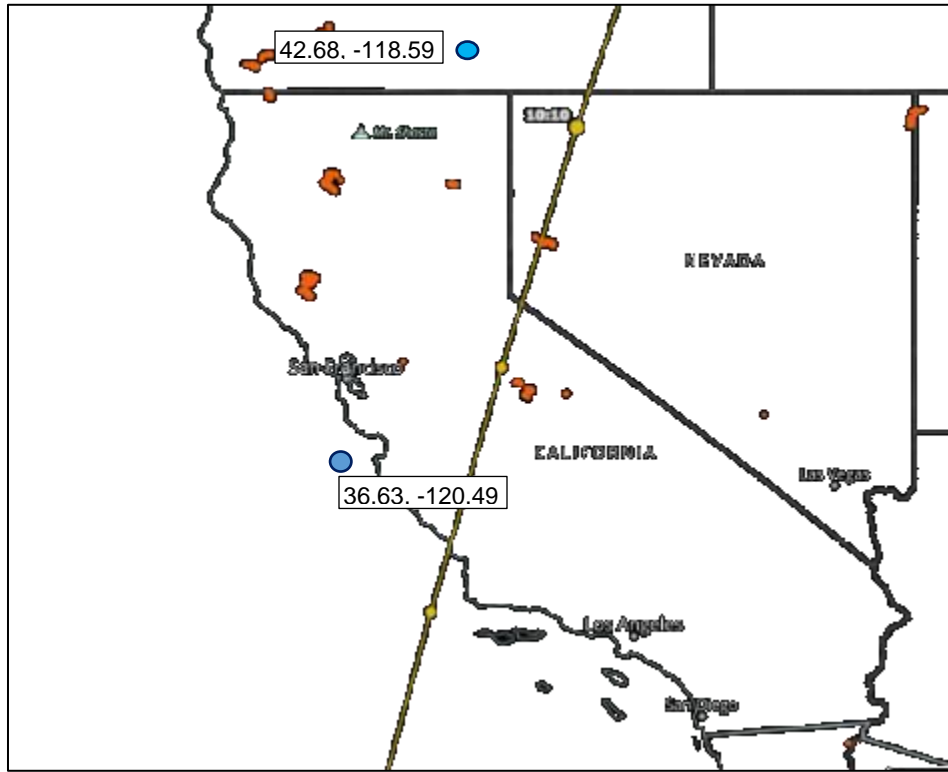 42.68, -118.59
10:10
Mt. Shasta
NEVADA
San Francisco
CALIFORNIA
Las Vegas
36.63, -120.49
Los Angeles
San Diego